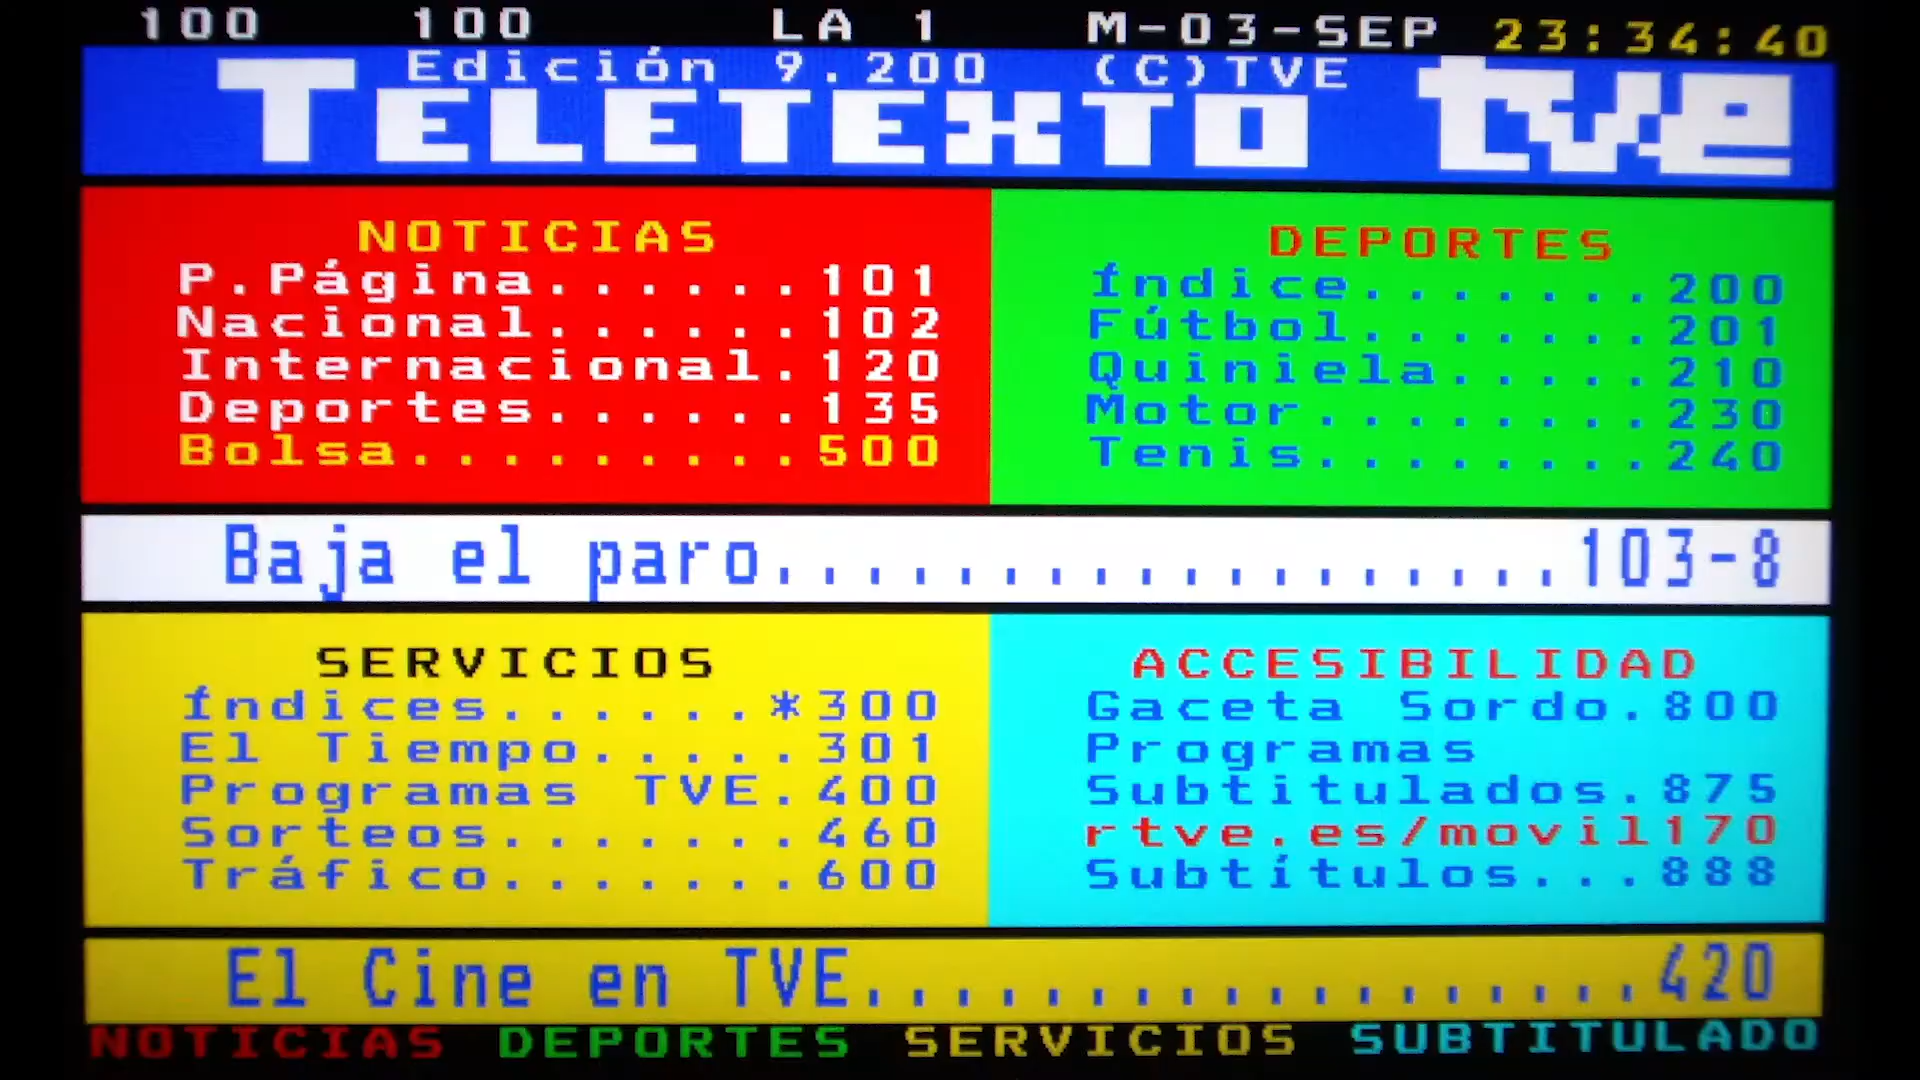 100 100 LA 1 M-03-SEP 23:34:40
Edición 9.200 (C)TVE
TELETEXTO tve
NOTICIAS
P.Página......101
Nacional......102
Internacional.120
Deportes......135
Bolsa.........500
DEPORTES
Índice.......200
Fútbol.......201
Quiniela.....210
Motor........230
Tenis........240
Baja el paro..................103-8
SERVICIOS
Índices......*300
El Tiempo.....301
Programas TVE.400
Sorteos.......460
Tráfico.......600
ACCESIBILIDAD
Gaceta Sordo.800
Programas
Subtitulados.875
rtve.es/movil170
Subtítulos...888
El Cine en TVE..................420
NOTICIAS DEPORTES SERVICIOS SUBTITULADO